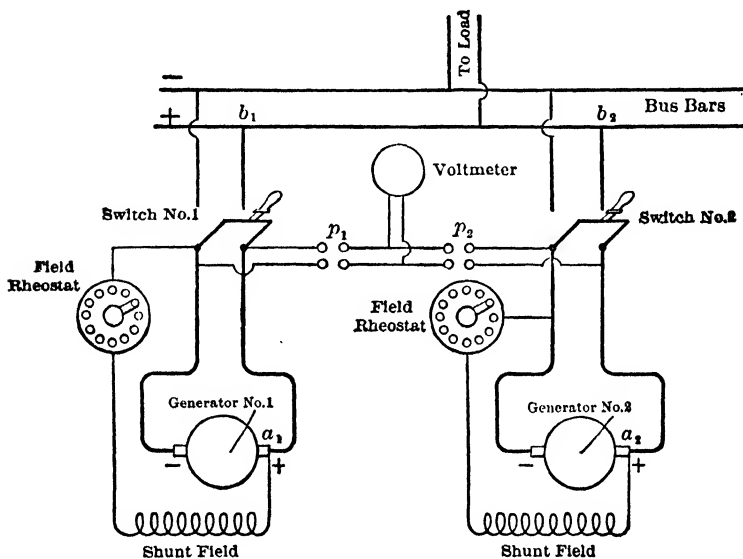 To Load
−
+
b₁
b₂
Bus Bars
Voltmeter
Switch No.1
p₁
p₂
Switch No.2
Field
Rheostat
Field
Rheostat
Generator No.1
a₁
−
+
Generator No.2
a₂
−
+
Shunt Field
Shunt Field